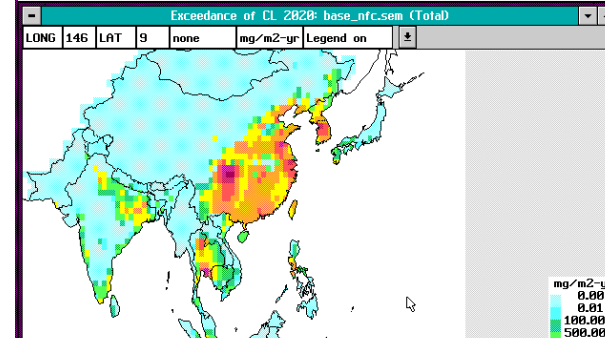 Exceedance of CL 2020: base_nfc.sem (Total)
LONG 146 LAT 9 none mg/m2-yr Legend on
mg/m2-y
0.00
0.01
100.00
500.00